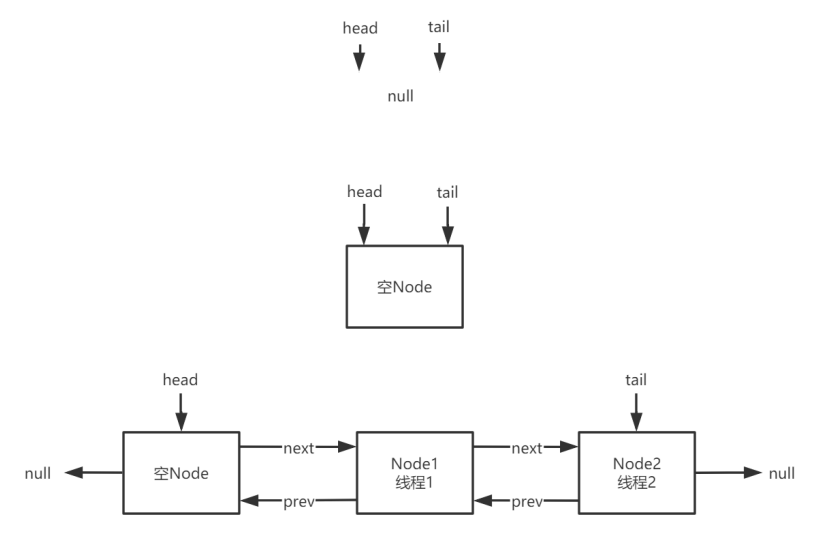 head tail
null
head tail
空Node
head tail
next next
null 空Node Node1 Node2 null
线程1 线程2
prev prev